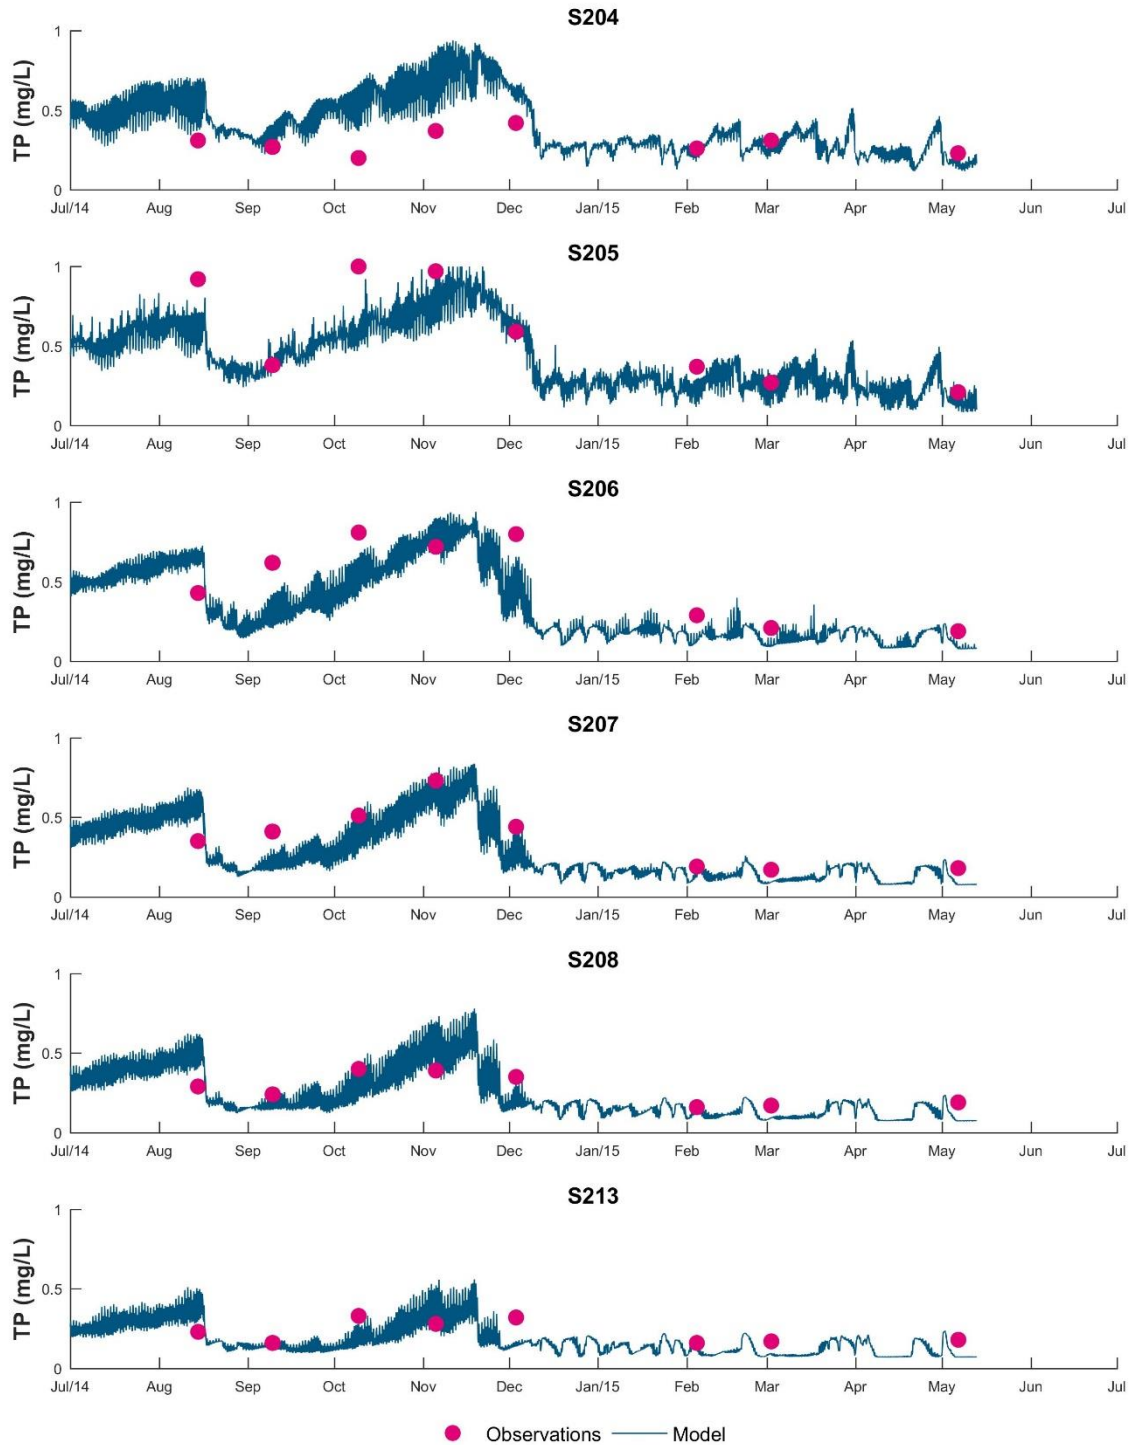 S204
TP (mg/L)
1
0.5
0
Jul/14 Aug Sep Oct Nov Dec Jan/15 Feb Mar Apr May Jun Jul
S205
TP (mg/L)
1
0.5
0
Jul/14 Aug Sep Oct Nov Dec Jan/15 Feb Mar Apr May Jun Jul
S206
TP (mg/L)
1
0.5
0
Jul/14 Aug Sep Oct Nov Dec Jan/15 Feb Mar Apr May Jun Jul
S207
TP (mg/L)
1
0.5
0
Jul/14 Aug Sep Oct Nov Dec Jan/15 Feb Mar Apr May Jun Jul
S208
TP (mg/L)
1
0.5
0
Jul/14 Aug Sep Oct Nov Dec Jan/15 Feb Mar Apr May Jun Jul
S213
TP (mg/L)
1
0.5
0
Jul/14 Aug Sep Oct Nov Dec Jan/15 Feb Mar Apr May Jun Jul
Observations Model